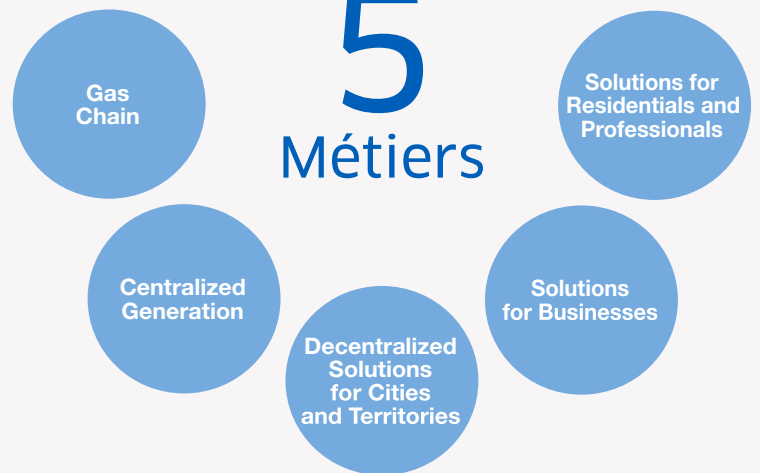 5
Métiers
Gas
Chain
Centralized
Generation
Decentralized
Solutions
for Cities
and Territories
Solutions
for Businesses
Solutions for
Residentials and
Professionals